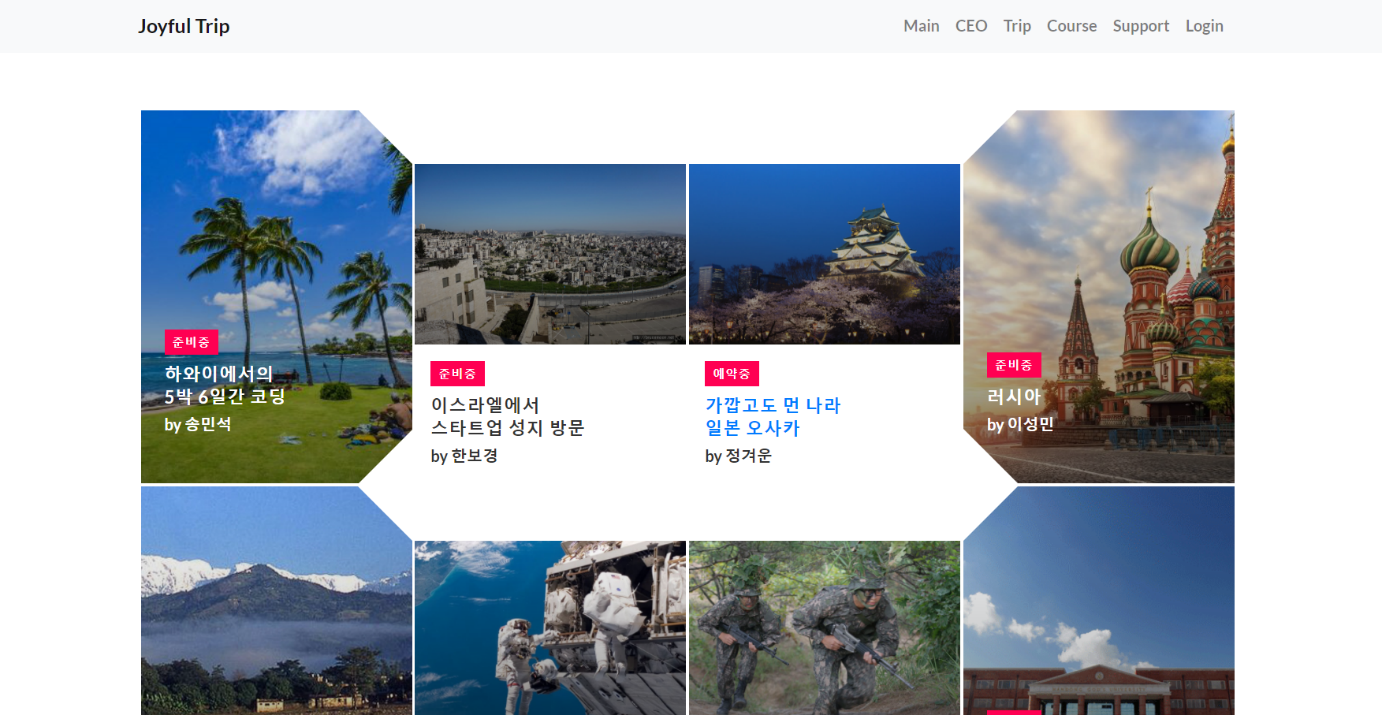 Joyful Trip
Main CEO Trip Course Support Login
준비중
하와이에서의
5박 6일간 코딩
by 송민석
준비중
이스라엘에서
스타트업 성지 방문
by 한보경
예약중
가깝고도 먼 나라
일본 오사카
by 정겨운
준비중
러시아
by 이성민